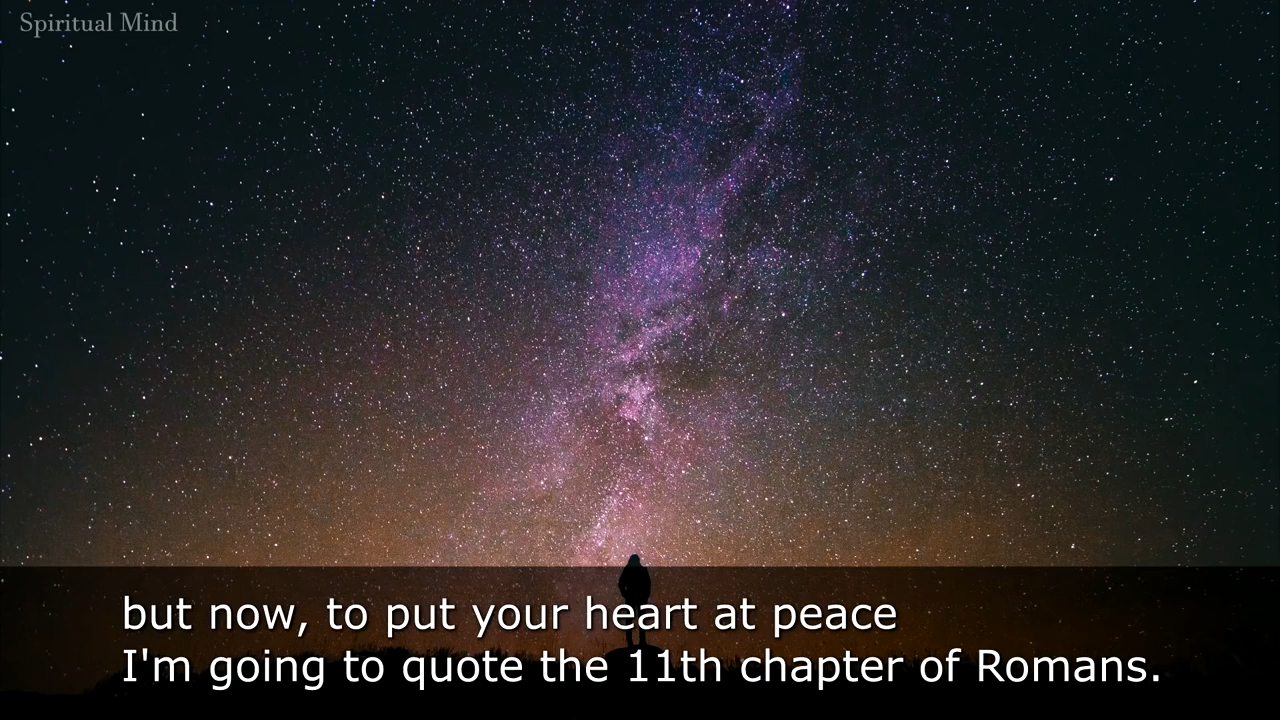 Spiritual Mind
but now, to put your heart at peace
I'm going to quote the 11th chapter of Romans.